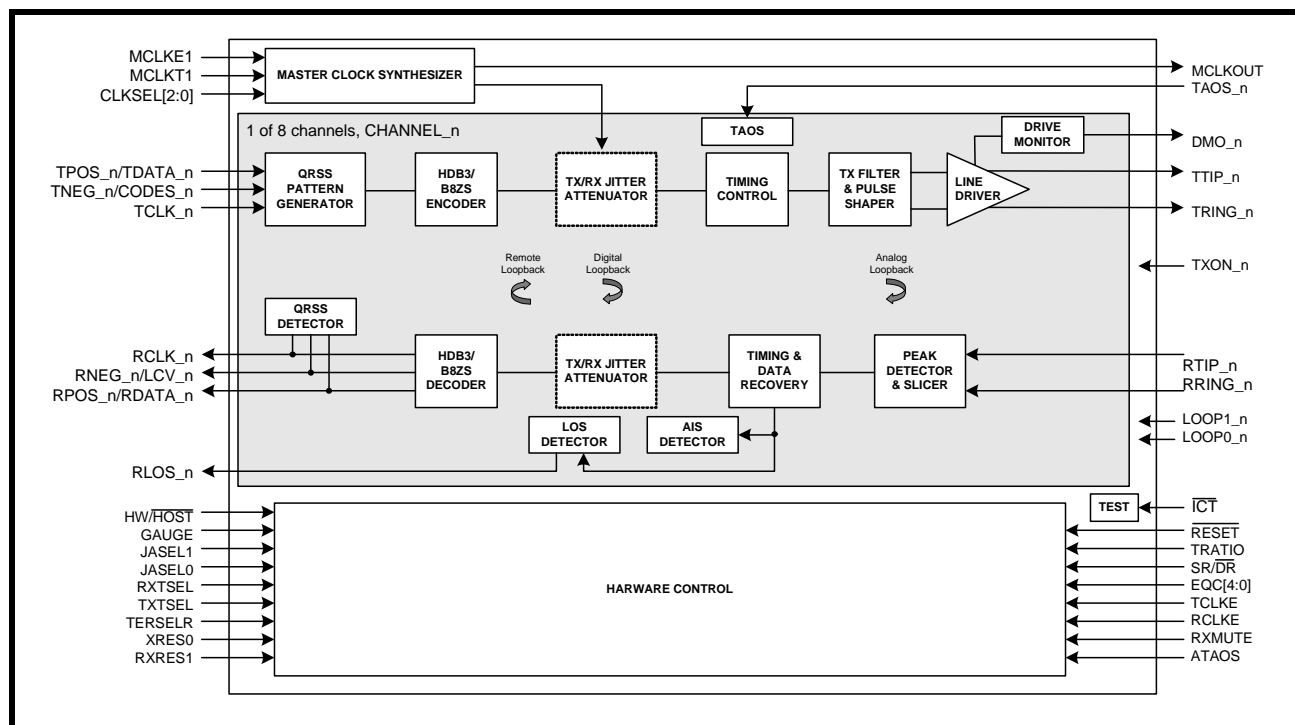 MCLKE1
MCLKT1
CLKSEL[2:0]
MASTER CLOCK SYNTHESIZER
MCLKOUT
TAOS_n
1 of 8 channels, CHANNEL_n
TAOS
DRIVE
MONITOR
DMO_n
TPOS_n/TDATA_n
TNEG_n/CODES_n
TCLK_n
QRSS
PATTERN
GENERATOR
HDB3/
B8ZS
ENCODER
TX/RX JITTER
ATTENUATOR
TIMING
CONTROL
TX FILTER
& PULSE
SHAPER
LINE
DRIVER
TTIP_n
TRING_n
Remote
Loopback
Digital
Loopback
Analog
Loopback
TXON_n
QRSS
DETECTOR
RCLK_n
RNEG_n/LCV_n
RPOS_n/RDATA_n
HDB3/
B8ZS
DECODER
TX/RX JITTER
ATTENUATOR
TIMING &
DATA
RECOVERY
PEAK
DETECTOR
& SLICER
RTIP_n
RRING_n
LOS
DETECTOR
AIS
DETECTOR
LOOP1_n
LOOP0_n
RLOS_n
TEST
ICT
HW/HOST
GAUGE
JASEL1
JASEL0
RXTSEL
TXTSEL
TERSELR
XRES0
RXRES1
HARWARE CONTROL
RESET
TRATIO
SR/DR
EQC[4:0]
TCLKE
RCLKE
RXMUTE
ATAOS